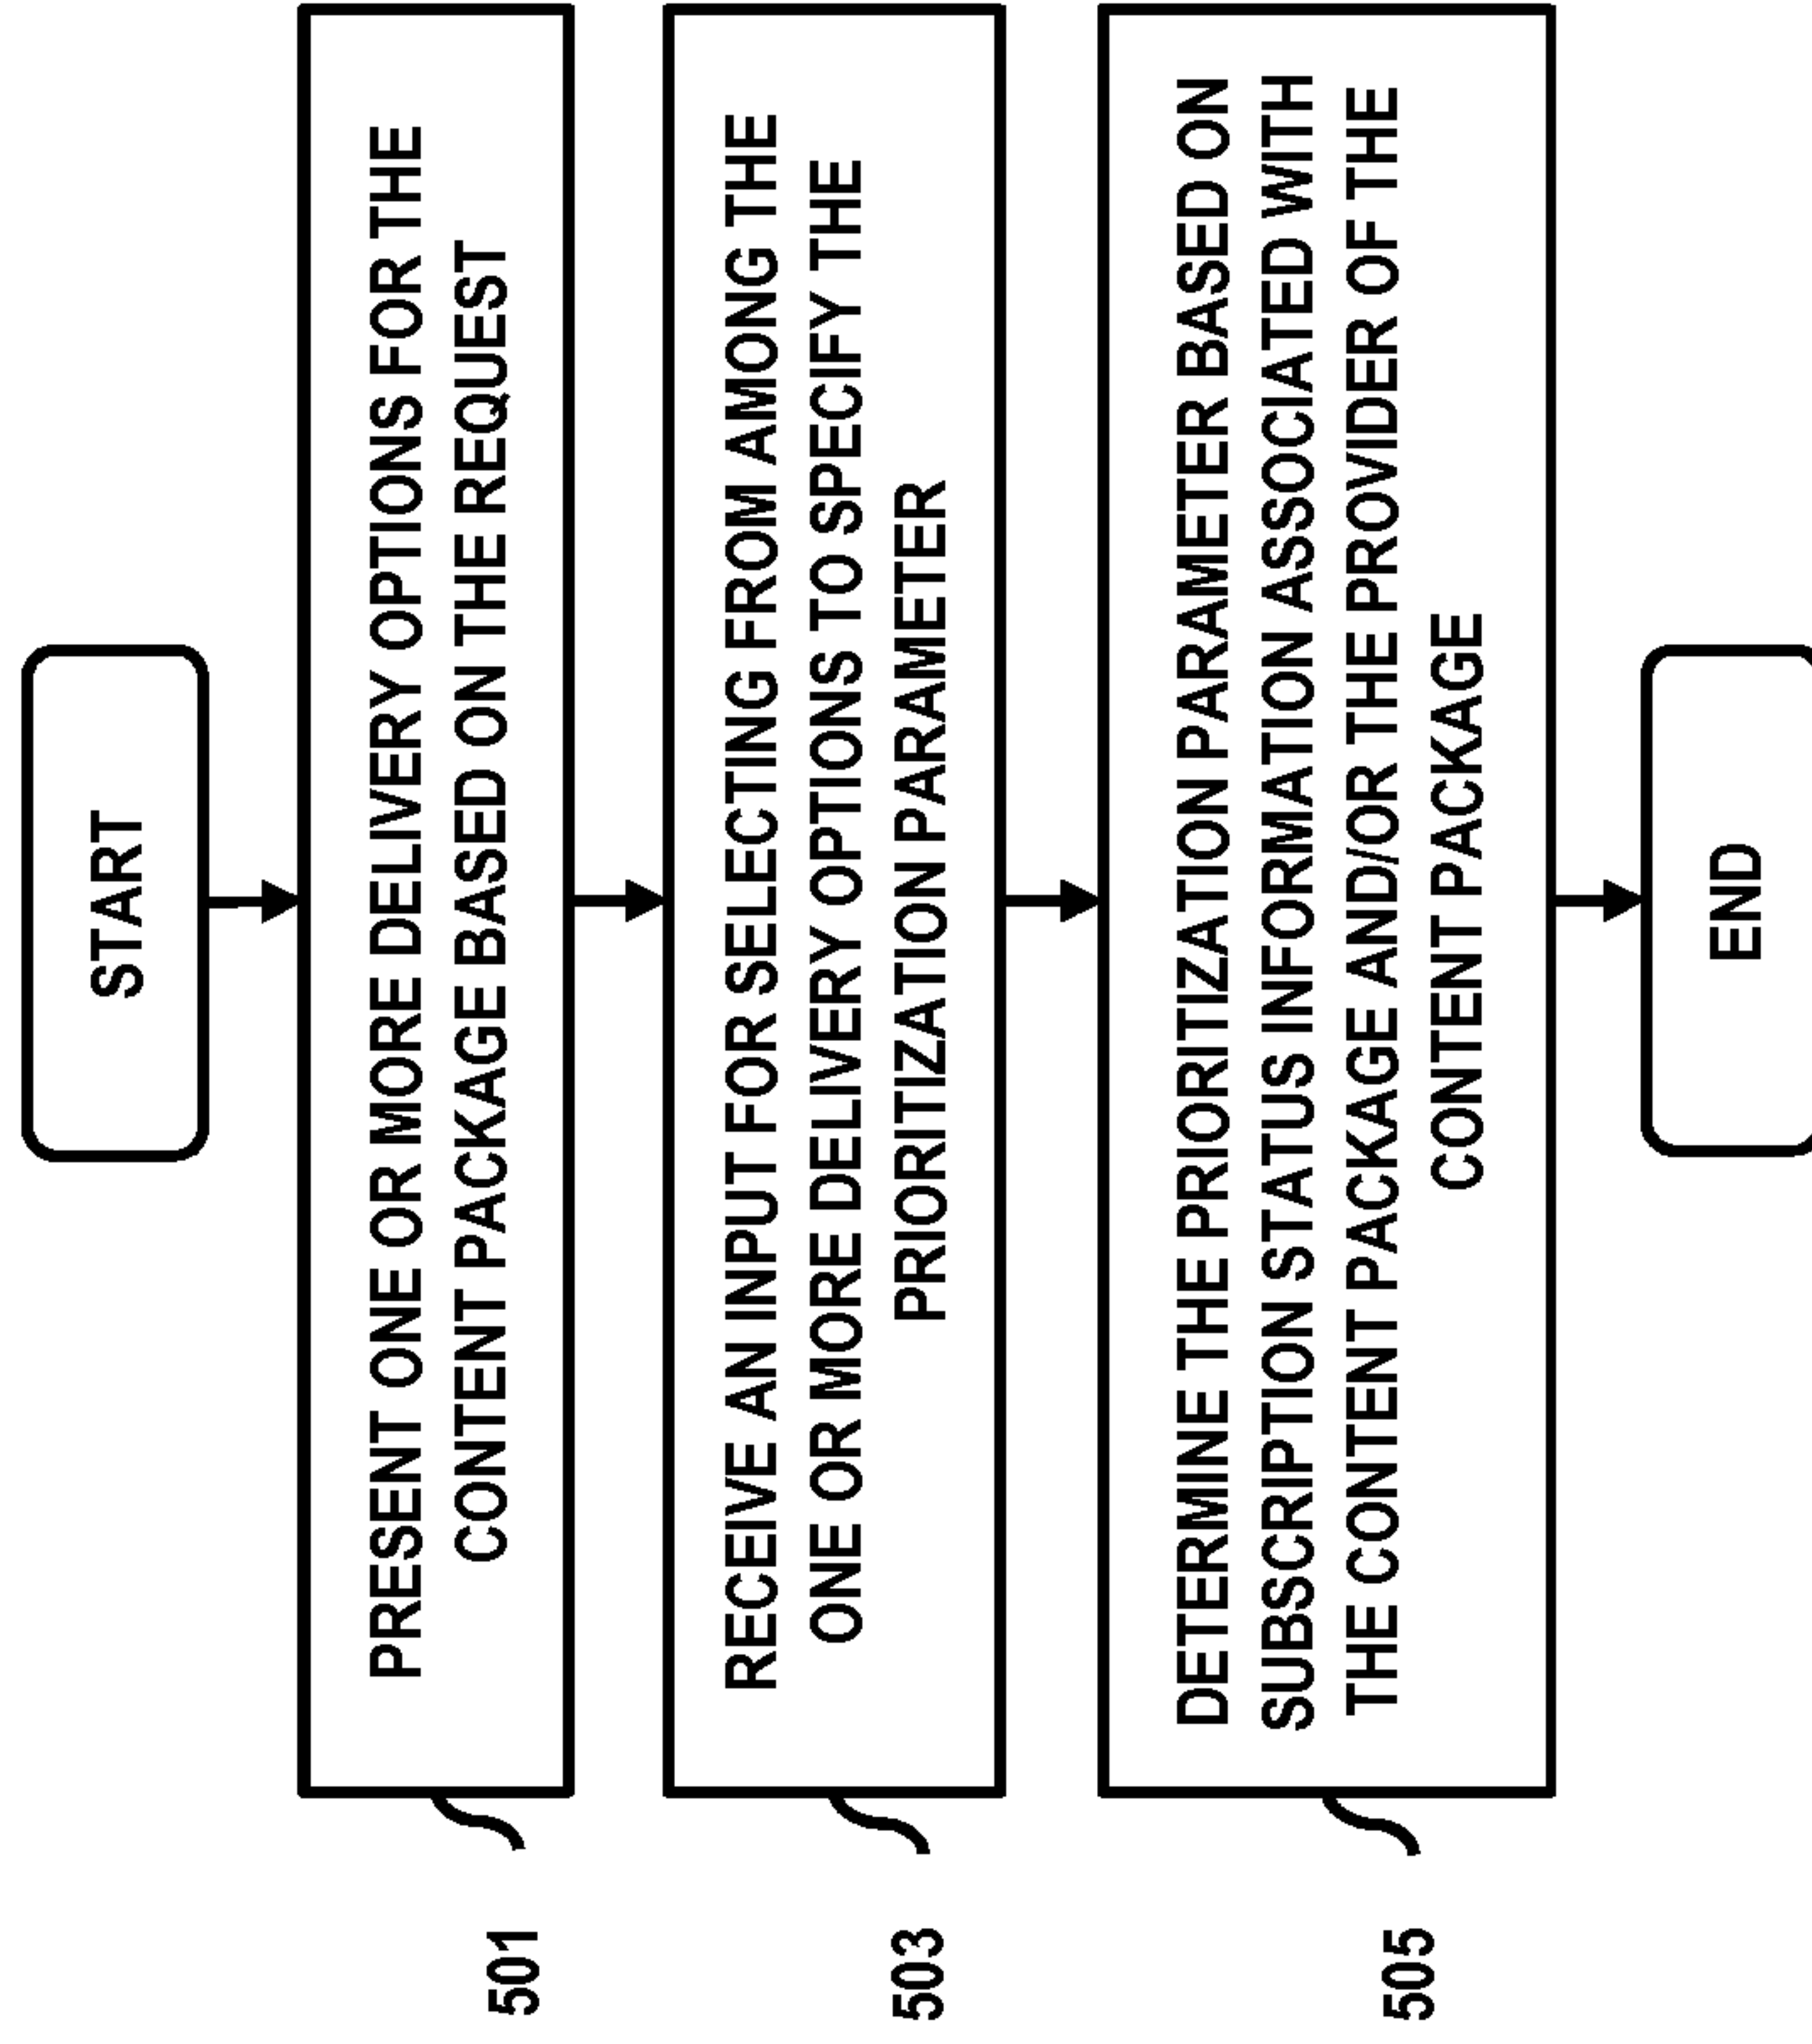 START
PRESENT ONE OR MORE DELIVERY OPTIONS FOR THE
CONTENT PACKAGE BASED ON THE REQUEST
501
RECEIVE AN INPUT FOR SELECTING FROM AMONG THE
ONE OR MORE DELIVERY OPTIONS TO SPECIFY THE
PRIORITIZATION PARAMETER
503
DETERMINE THE PRIORITIZATION PARAMETER BASED ON
SUBSCRIPTION STATUS INFORMATION ASSOCIATED WITH
THE CONTENT PACKAGE AND/OR THE PROVIDER OF THE
CONTENT PACKAGE
505
END